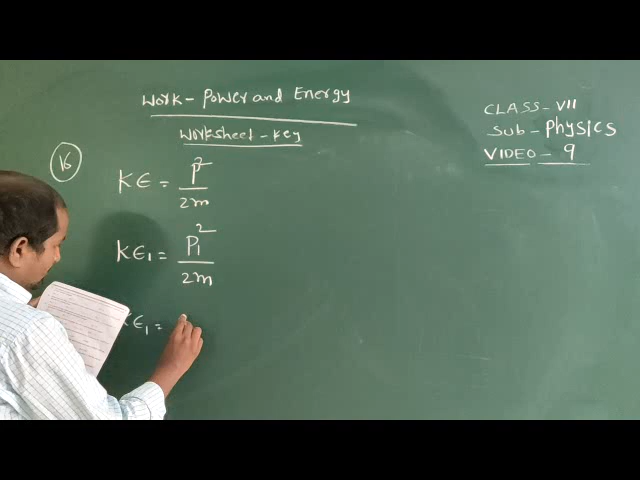 Work - Power and Energy
Worksheet - Key
CLASS - VII
Sub - Physics
VIDEO - 9
16
KE = P²/2m
KE₁ = P₁²/2m
KE₁ =